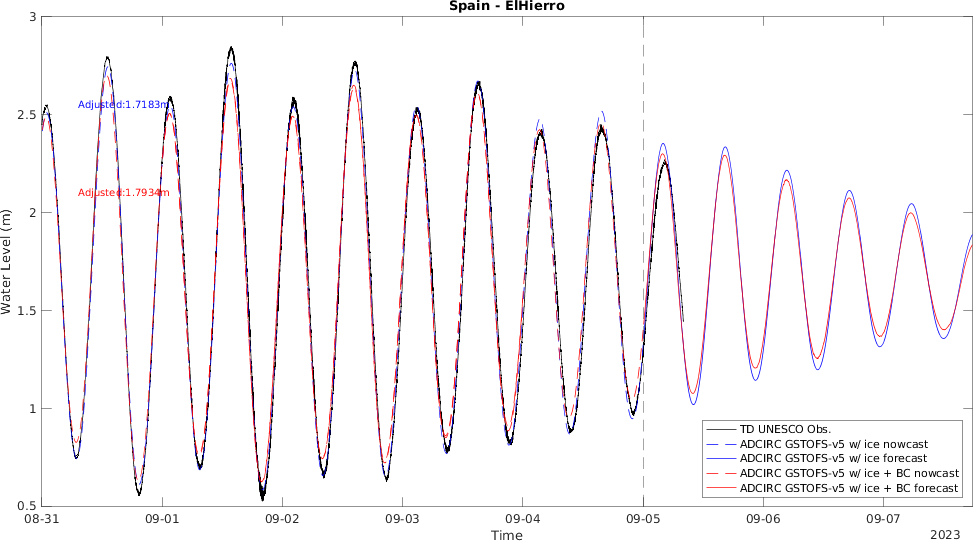 Spain - ElHierro
3
2.5
2
1.5
1
0.5
Water Level (m)
Adjusted:1.7183m
Adjusted:1.7934m
TD UNESCO Obs.
ADCIRC GSTOFS-v5 w/ ice nowcast
ADCIRC GSTOFS-v5 w/ ice forecast
ADCIRC GSTOFS-v5 w/ ice + BC nowcast
ADCIRC GSTOFS-v5 w/ ice + BC forecast
08-31 09-01 09-02 09-03 09-04 09-05 09-06 09-07
Time
2023